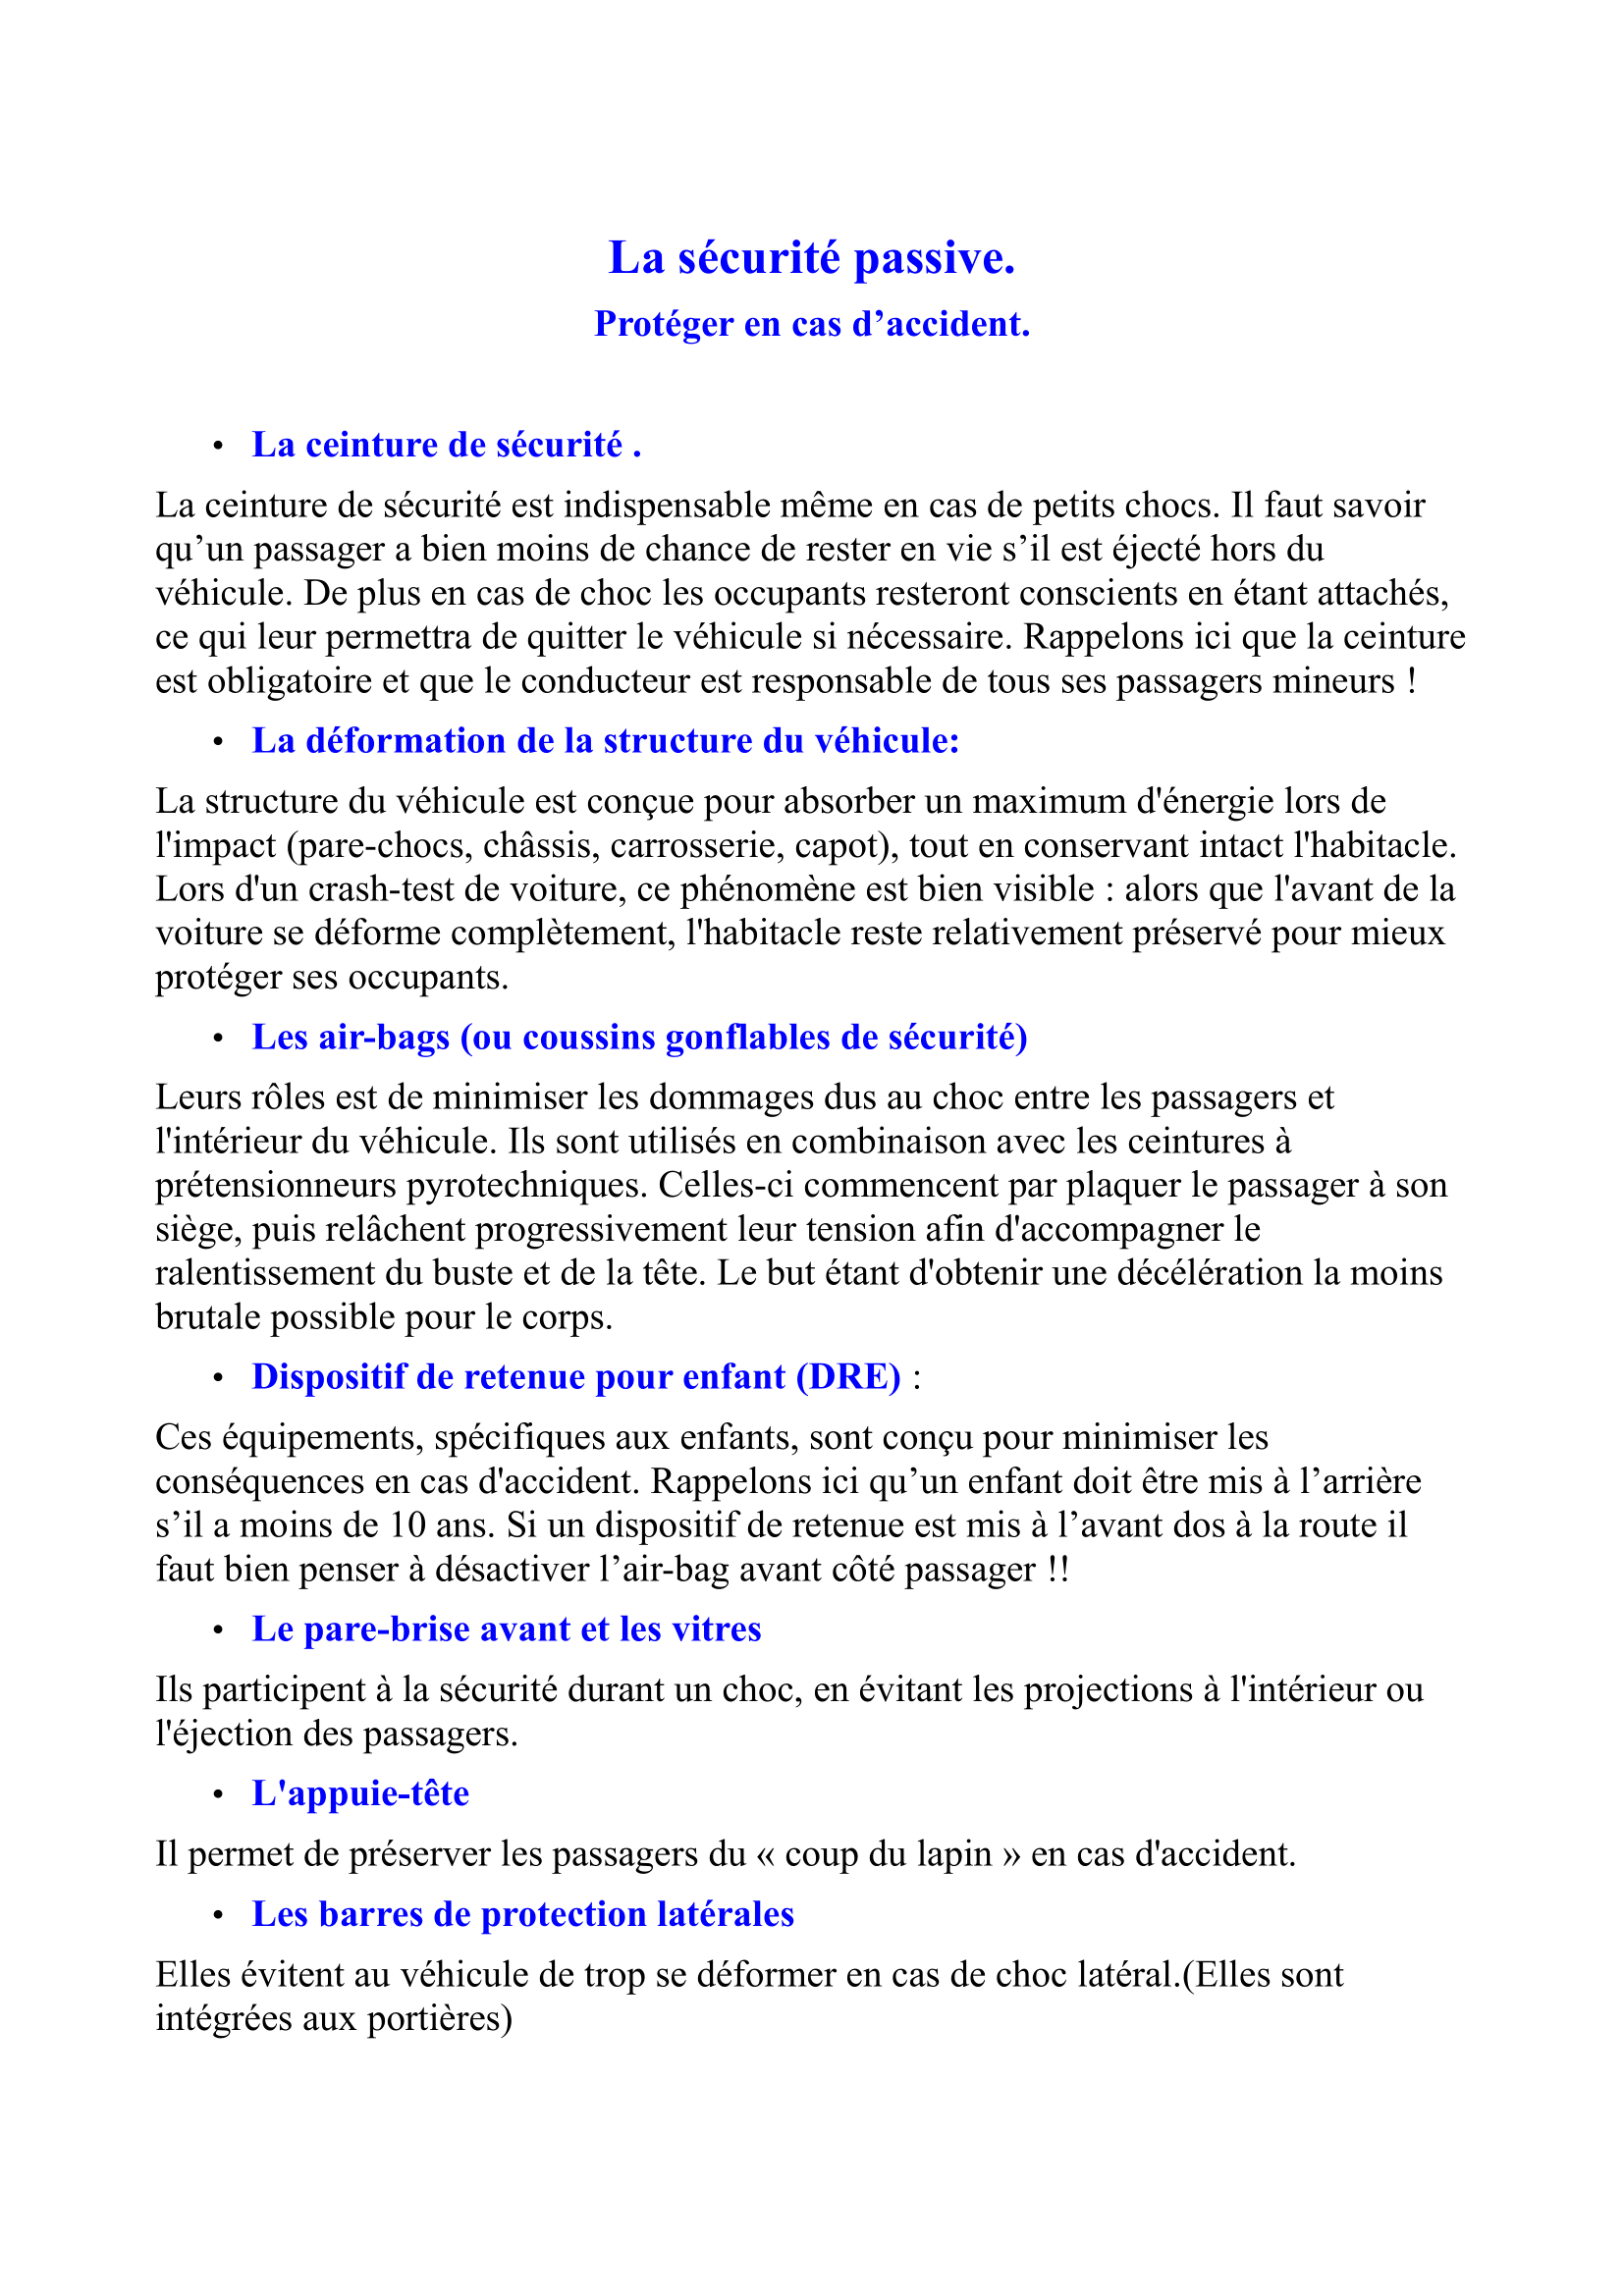 La sécurité passive.
Protéger en cas d’accident.
• La ceinture de sécurité .
La ceinture de sécurité est indispensable même en cas de petits chocs. Il faut savoir
qu’un passager a bien moins de chance de rester en vie s’il est éjecté hors du
véhicule. De plus en cas de choc les occupants resteront conscients en étant attachés,
ce qui leur permettra de quitter le véhicule si nécessaire. Rappelons ici que la ceinture
est obligatoire et que le conducteur est responsable de tous ses passagers mineurs !
• La déformation de la structure du véhicule:
La structure du véhicule est conçue pour absorber un maximum d'énergie lors de
l'impact (pare-chocs, châssis, carrosserie, capot), tout en conservant intact l'habitacle.
Lors d'un crash-test de voiture, ce phénomène est bien visible : alors que l'avant de la
voiture se déforme complètement, l'habitacle reste relativement préservé pour mieux
protéger ses occupants.
• Les air-bags (ou coussins gonflables de sécurité)
Leurs rôles est de minimiser les dommages dus au choc entre les passagers et
l'intérieur du véhicule. Ils sont utilisés en combinaison avec les ceintures à
prétensionneurs pyrotechniques. Celles-ci commencent par plaquer le passager à son
siège, puis relâchent progressivement leur tension afin d'accompagner le
ralentissement du buste et de la tête. Le but étant d'obtenir une décélération la moins
brutale possible pour le corps.
• Dispositif de retenue pour enfant (DRE) :
Ces équipements, spécifiques aux enfants, sont conçu pour minimiser les
conséquences en cas d'accident. Rappelons ici qu’un enfant doit être mis à l’arrière
s’il a moins de 10 ans. Si un dispositif de retenue est mis à l’avant dos à la route il
faut bien penser à désactiver l’air-bag avant côté passager !!
• Le pare-brise avant et les vitres
Ils participent à la sécurité durant un choc, en évitant les projections à l'intérieur ou
l'éjection des passagers.
• L'appuie-tête
Il permet de préserver les passagers du « coup du lapin » en cas d'accident.
• Les barres de protection latérales
Elles évitent au véhicule de trop se déformer en cas de choc latéral.(Elles sont
intégrées aux portières)